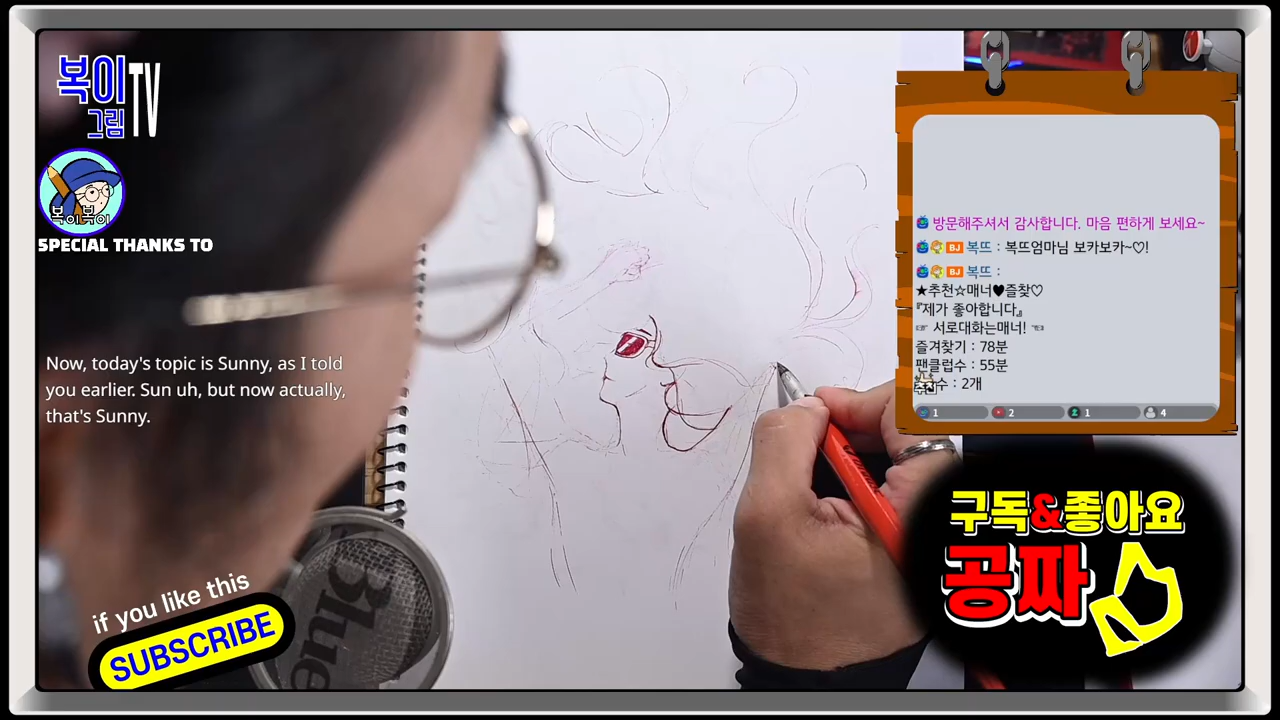 복이
그림
TV
복이복이
SPECIAL THANKS TO
Now, today's topic is Sunny, as I told
you earlier. Sun uh, but now actually,
that's Sunny.
if you like this
SUBSCRIBE
Blue
방문해주셔서 감사합니다. 마음 편하게 보세요~
BJ 복뜨 : 복뜨엄마님 보카보카~♡!
BJ 복뜨 :
★추천☆매너♥즐찾♡
『제가 좋아합니다』
☞ 서로대화는매너! ☜
즐겨찾기 : 78분
팬클럽수 : 55분
수 : 2개
1 2 1 4
구독&좋아요
공짜